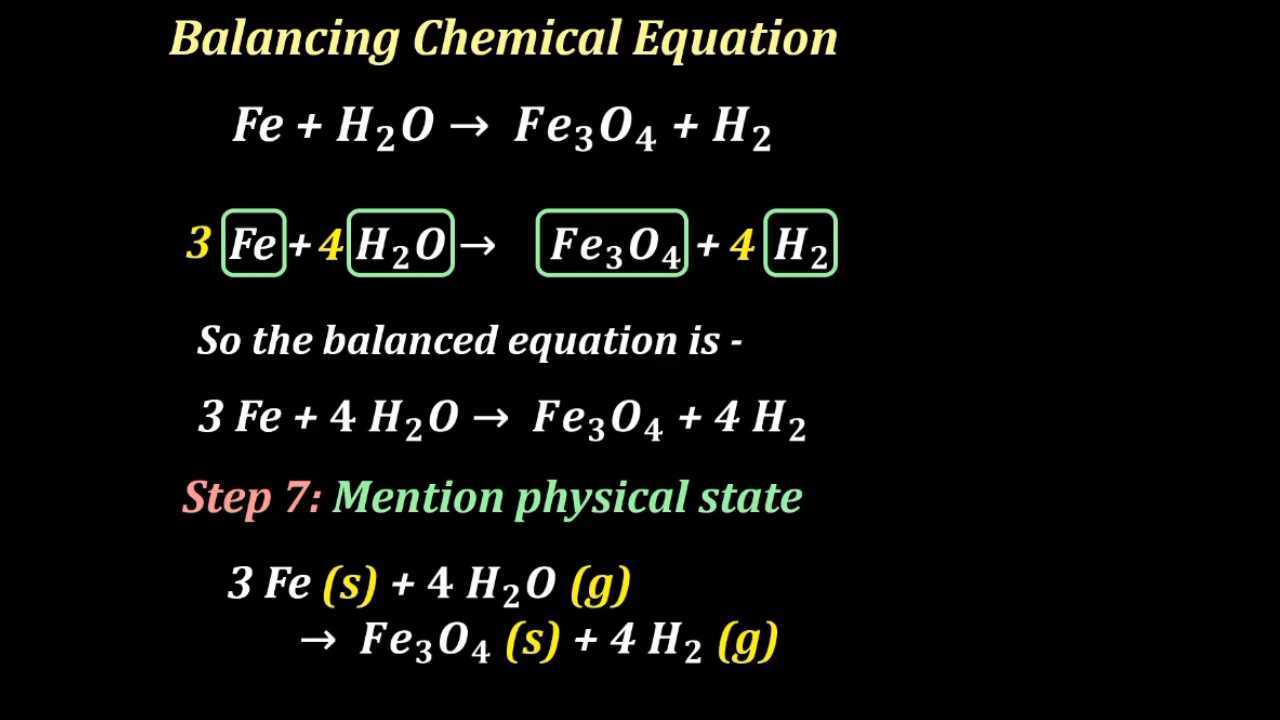 Balancing Chemical Equation
Fe + H₂O → Fe₃O₄ + H₂
3 Fe + 4 H₂O → Fe₃O₄ + 4 H₂
So the balanced equation is -
3 Fe + 4 H₂O → Fe₃O₄ + 4 H₂
Step 7: Mention physical state
3 Fe (s) + 4 H₂O (g)
→ Fe₃O₄ (s) + 4 H₂ (g)